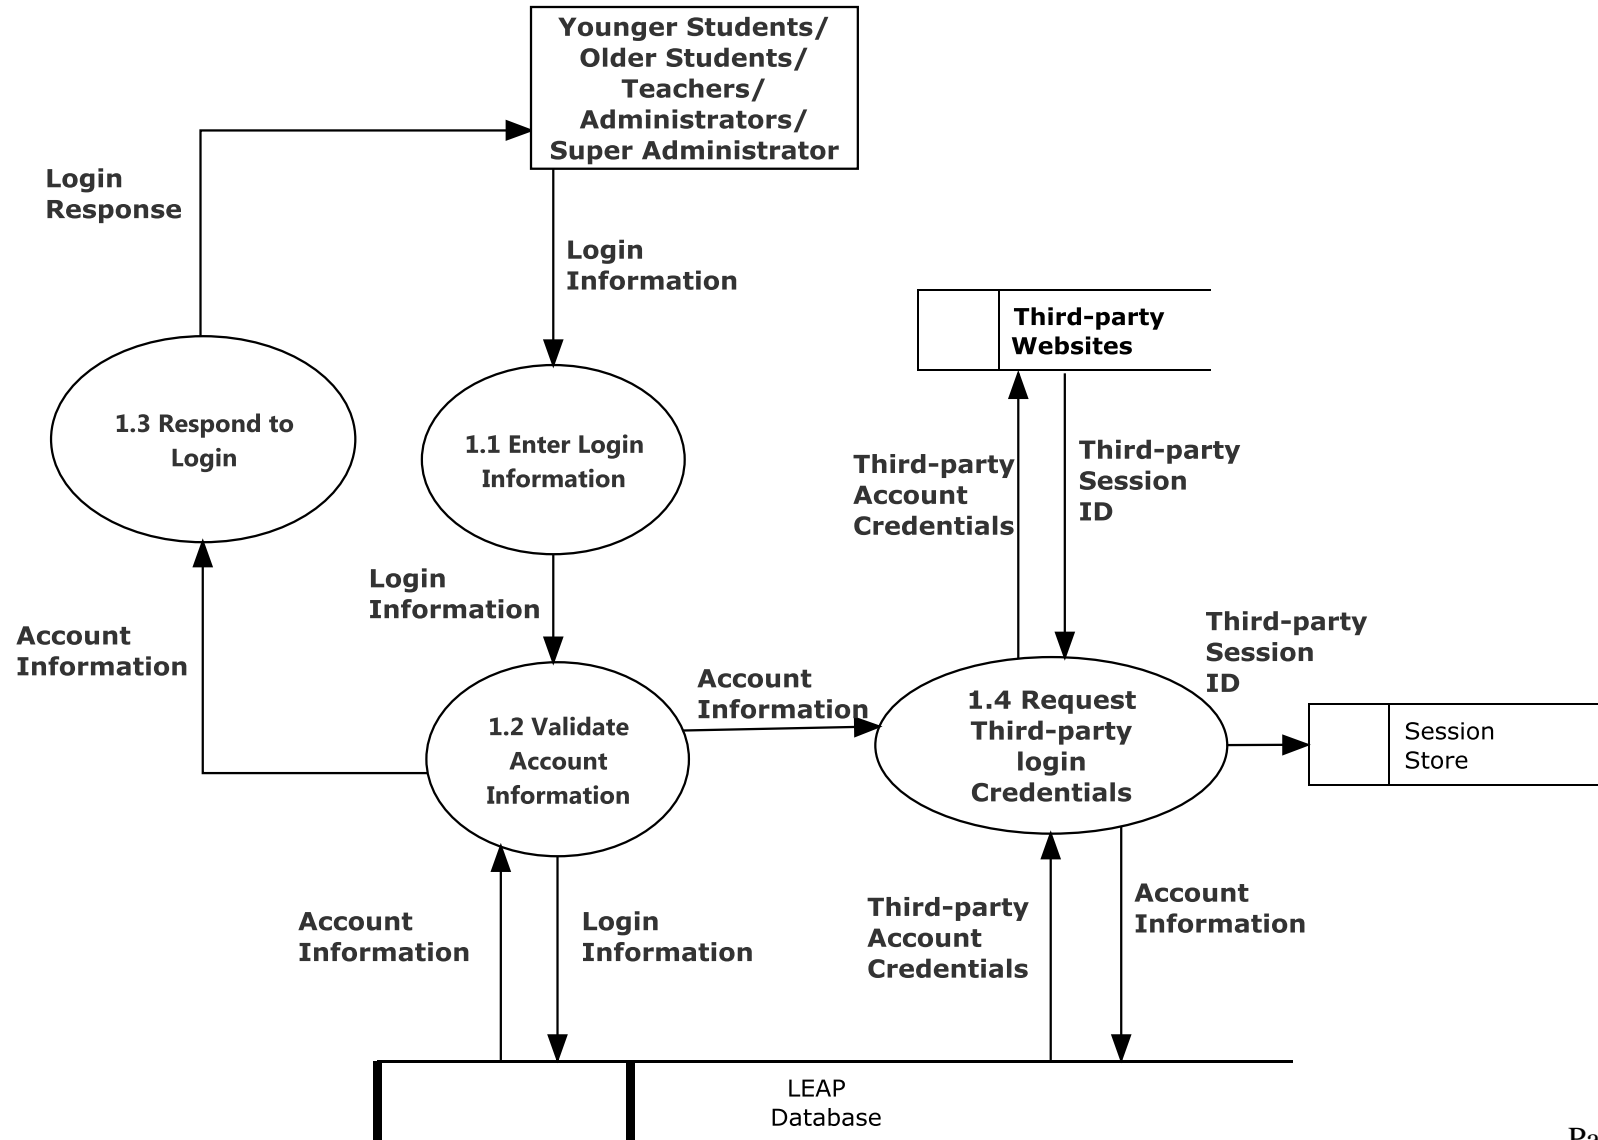 Younger Students/
Older Students/
Teachers/
Administrators/
Super Administrator
Login
Response
Login
Information
Third-party
Websites
1.3 Respond to
Login
1.1 Enter Login
Information
Third-party
Account
Credentials
Third-party
Session
ID
Login
Information
Account
Information
Third-party
Session
ID
Account
Information
1.2 Validate
Account
Information
1.4 Request
Third-party
login
Credentials
Session
Store
Account
Information
Login
Information
Third-party
Account
Credentials
Account
Information
LEAP
Database